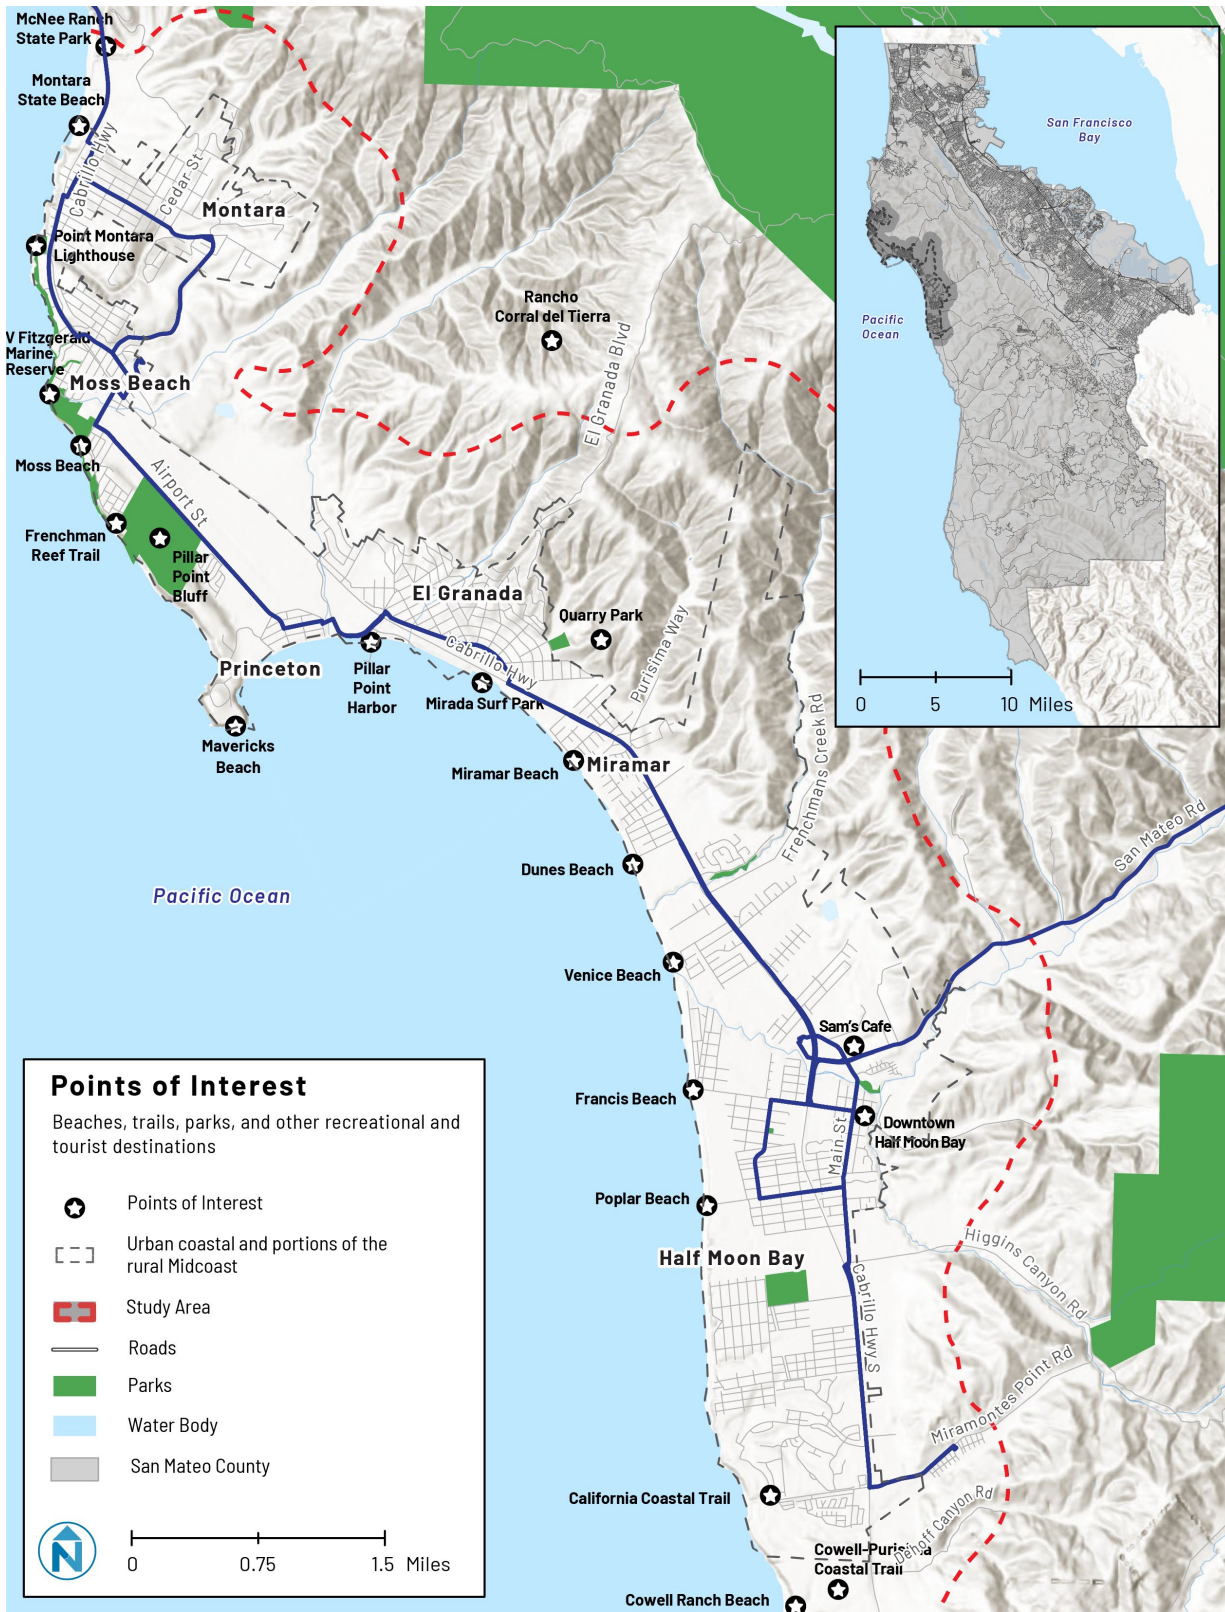 McNee Ranch
State Park
Montara
State Beach
Cabrillo Hwy
Cedar St
Montara
Point Montara
Lighthouse
Rancho
Corral del Tierra
V Fitzgerald
Marine
Reserve
Moss Beach
El Granada Blvd
Moss Beach
Airport St
Frenchman
Reef Trail
Pillar
Point
Bluff
El Granada
Quarry Park
Purisima Way
Princeton
Cabrillo Hwy
Pillar
Point
Harbor
Mirada Surf Park
Mavericks
Beach
Miramar Beach
Miramar
Frenchmans Creek Rd
San Mateo Rd
Dunes Beach
Pacific Ocean
Venice Beach
Sam's Cafe
Francis Beach
Downtown
Half Moon Bay
Main St
Poplar Beach
Half Moon Bay
Higgins Canyon Rd
Cabrillo Hwy S
Miramontes Point Rd
California Coastal Trail
Dehoff Canyon Rd
Cowell-Purisima
Coastal Trail
Cowell Ranch Beach
San Francisco
Bay
Pacific
Ocean
0 5 10 Miles
Points of Interest
Beaches, trails, parks, and other recreational and
tourist destinations
Points of Interest
Urban coastal and portions of the
rural Midcoast
Study Area
Roads
Parks
Water Body
San Mateo County
N
0 0.75 1.5 Miles